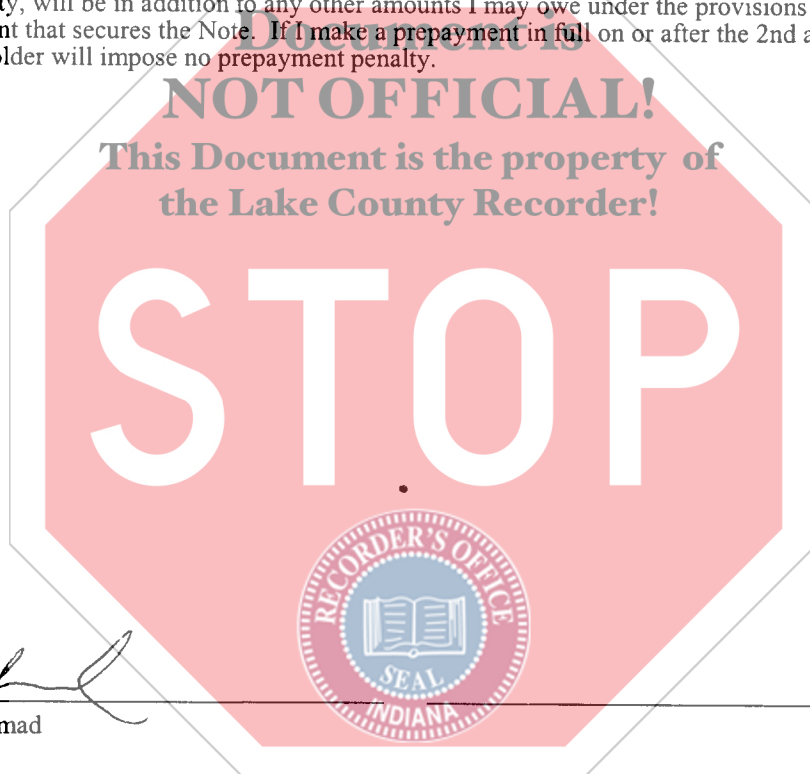 ty, will be in addition to any other amounts I may owe under the provisions
nt that secures the Note. If I make a prepayment in full on or after the 2nd a
older will impose no prepayment penalty.
Document is
NOT OFFICIAL!
This Document is the property of
the Lake County Recorder!
STOP
RECORDER'S OFFICE
SEAL
INDIANA
mad